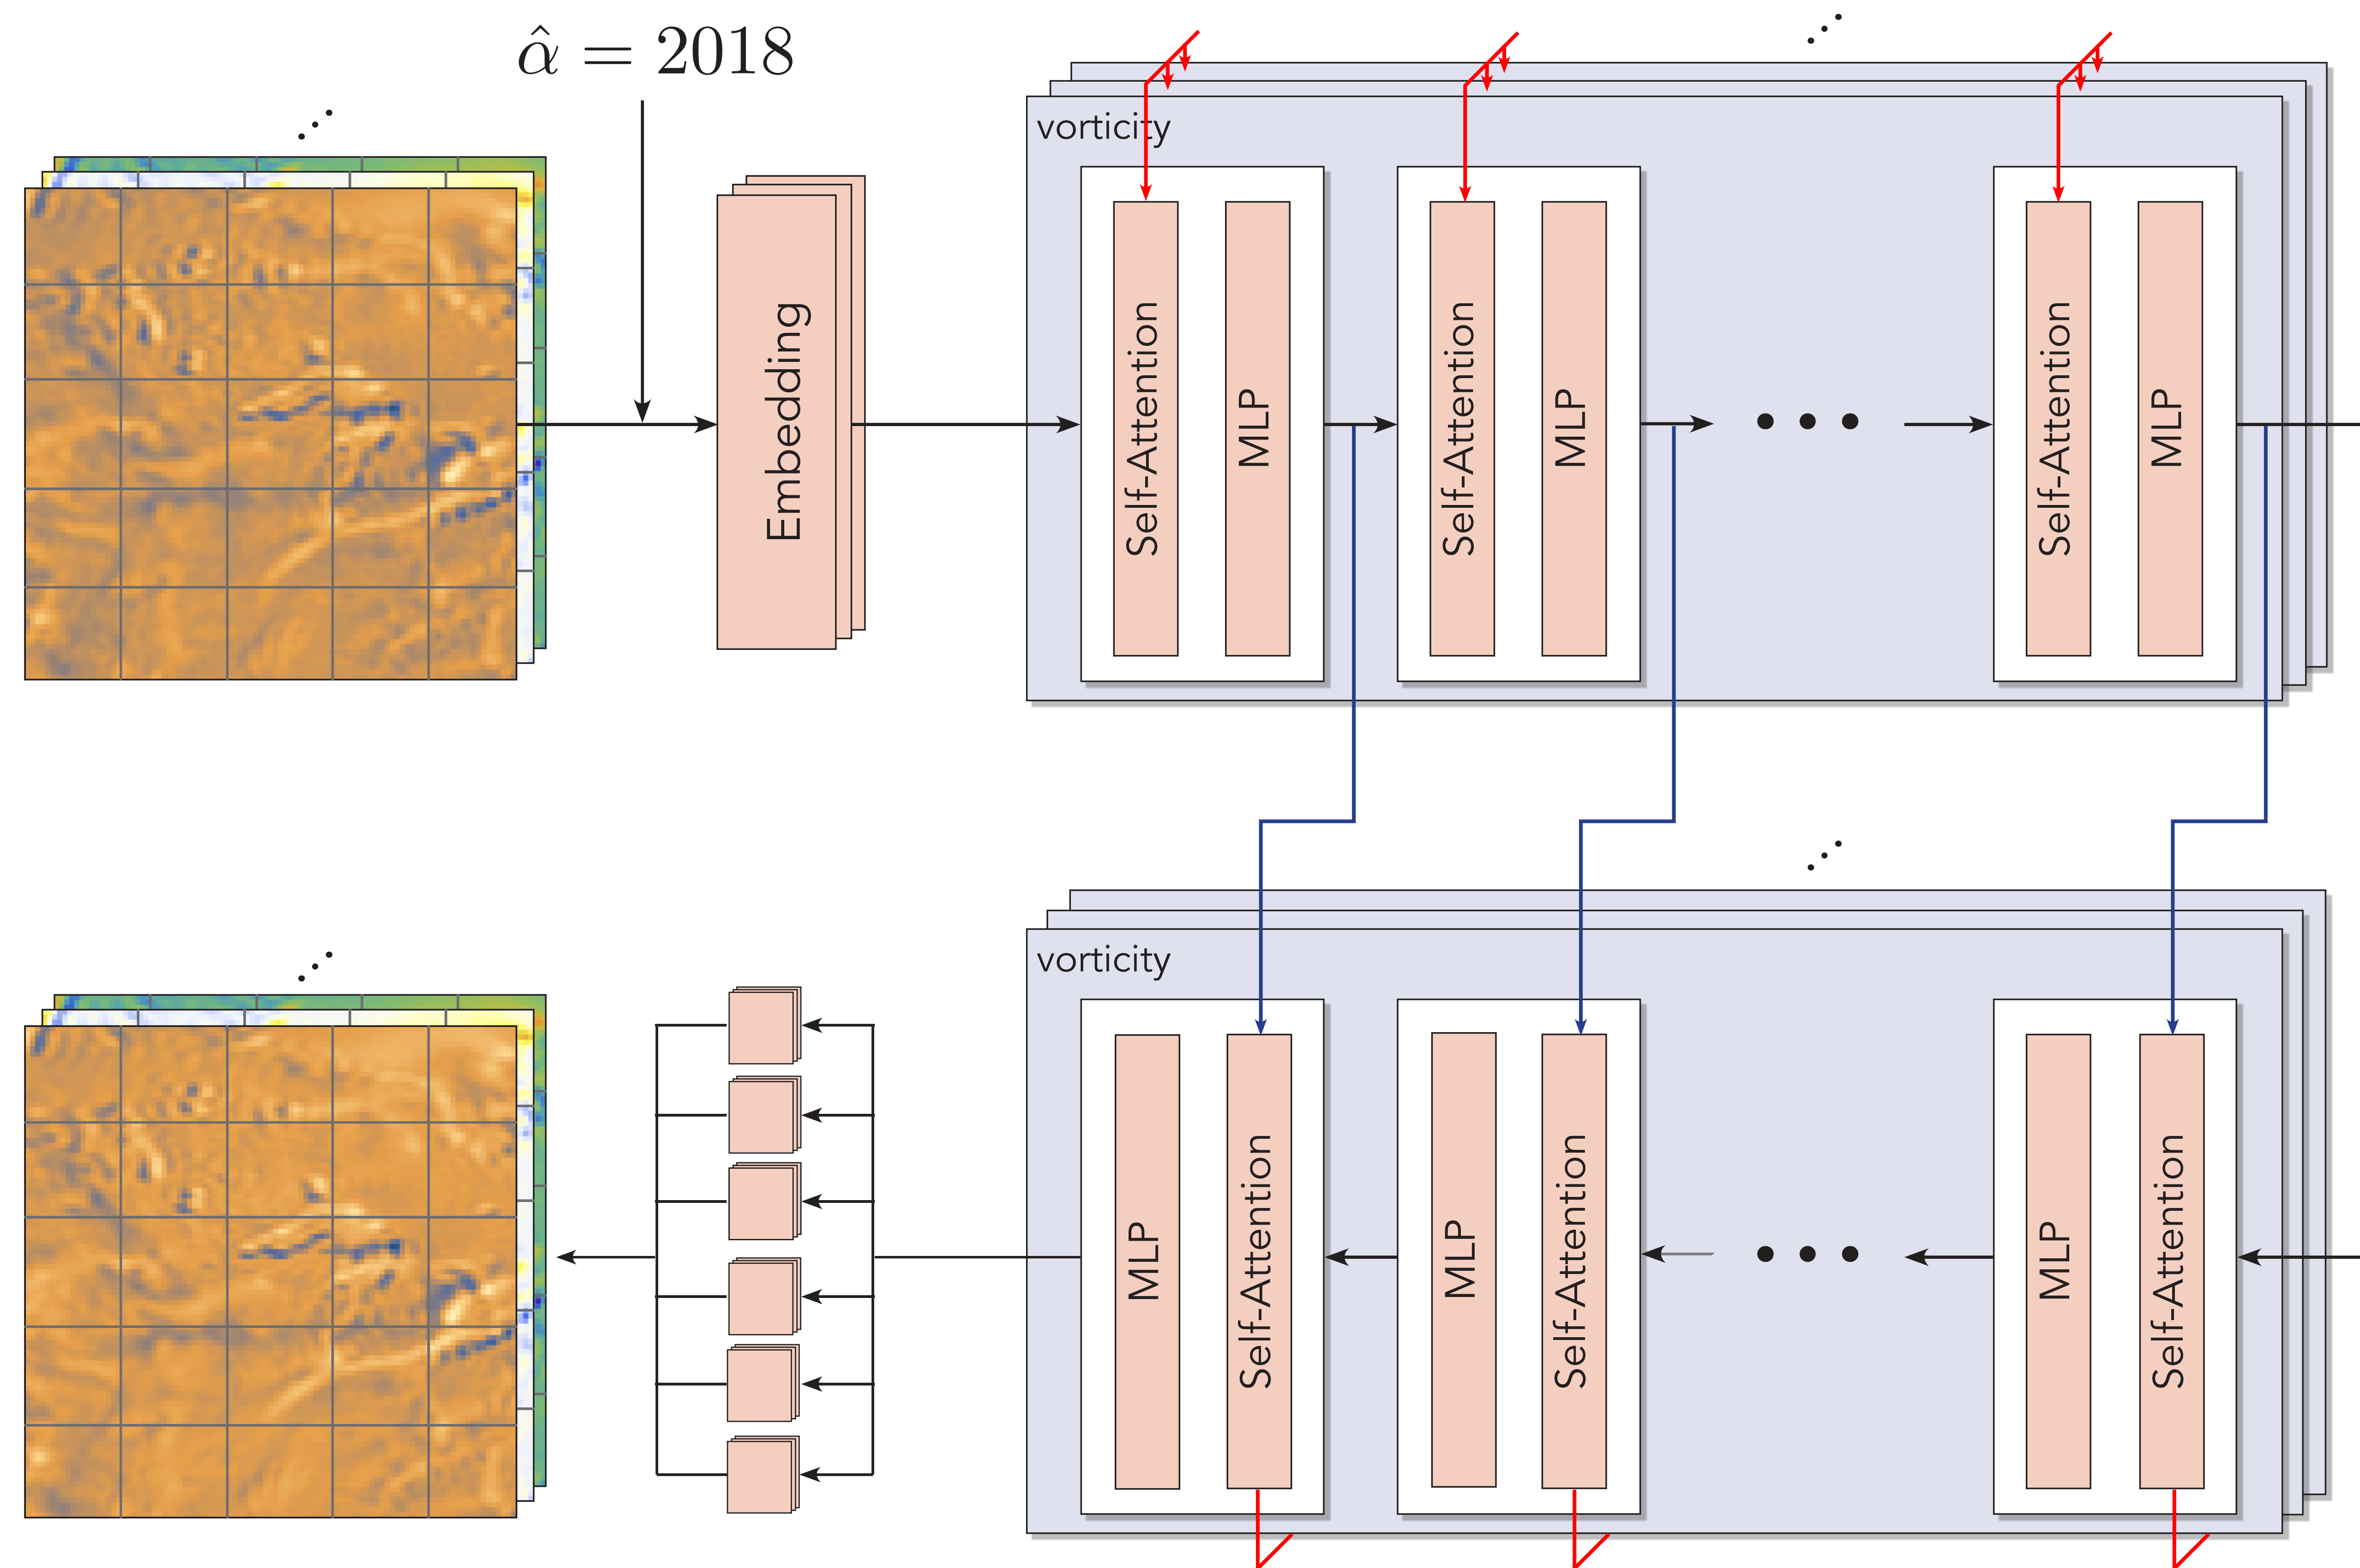 α̂ = 2018
vorticity
Embedding
Self-Attention
MLP
Self-Attention
MLP
Self-Attention
MLP
vorticity
MLP
Self-Attention
MLP
Self-Attention
MLP
Self-Attention